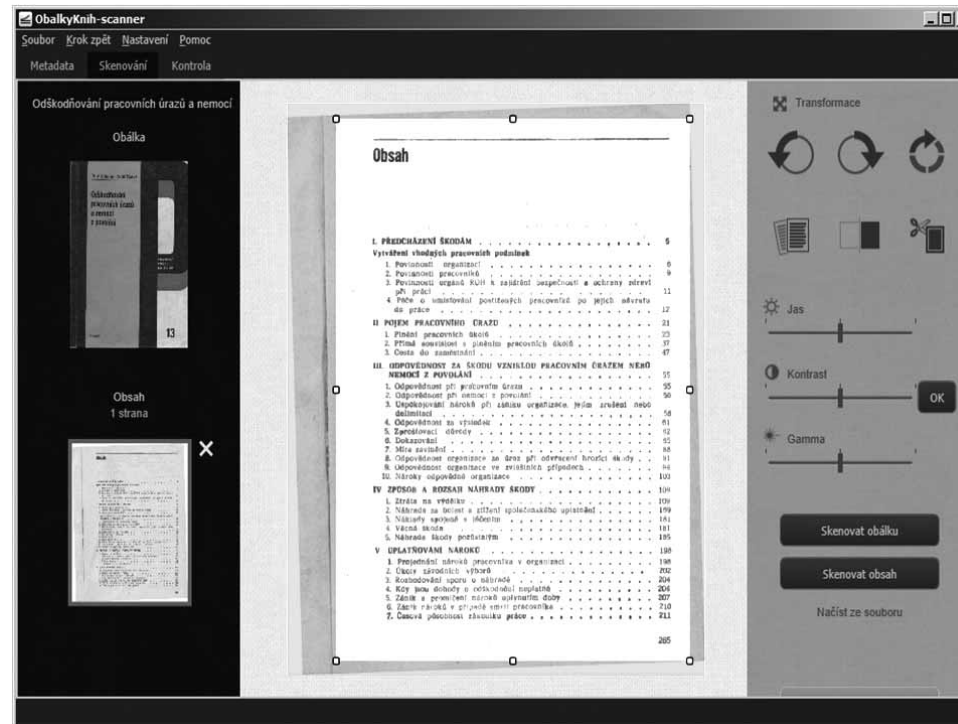 ObalkyKnih-scanner
Soubor Krok zpět Nastavení Pomoc
Metadata Skenování Kontrola
Odškodňování pracovních úrazů a nemocí
Obálka
Odškodňování
pracovních úrazů
a nemocí
z povolání
13
Obsah
1 strana
Obsah
I. PŘEDCHÁZENÍ ŠKODÁM 6
Vytváření vhodných pracovních podmínek
1. Povinnosti organizací 6
2. Povinnosti pracovníků 9
3. Povinnosti orgánů ROH k zajištění bezpečnosti a ochrany zdraví
při práci 11
4. Péče o umisťování postižených pracovníků po jejich návratu
do práce 12
II POJEM PRACOVNÍHO ÚRAZU 21
1. Plnění pracovních úkolů 23
2. Přímá souvislost s plněním pracovních úkolů 37
3. Cesta do zaměstnání 47
III. ODPOVĚDNOST ZA ŠKODU VZNIKLOU PRACOVNÍM ÚRAZEM NEBO
NEMOCÍ Z POVOLÁNÍ 55
1. Odpovědnost při pracovním úrazu 55
2. Odpovědnost při nemoci z povolání 56
3. Uspokojování nároků při zániku organizace, jejím zrušení nebo
delimitaci 58
4. Odpovědnost za výsledek 61
5. Zprošťovací důvody 62
6. Dokazování 65
7. Míra zavinění 88
8. Odpovědnost organizace za úraz při odvracení hrozící škody 91
9. Odpovědnost organizace ve zvláštních případech 94
10. Nároky odpovědné organizace 103
IV ZPŮSOB A ROZSAH NÁHRADY ŠKODY 109
1. Ztráta na výdělku 109
2. Náhrada za bolest a ztížení společenského uplatnění 169
3. Náklady spojené s léčením 181
4. Věcná škoda 181
5. Náhrada škody pozůstalým 185
V UPLATŇOVÁNÍ NÁROKŮ 198
1. Projednání nároků pracovníka v organizaci 198
2. Úkoly závodních výborů 202
3. Rozhodování sporu o náhradě 204
4. Kdy jsou dohody o odškodnění neplatné 206
5. Zánik a promlčení nároků uplynutím doby 207
6. Zánik nároků v případě smrti pracovníka 210
7. Časová působnost zákoníku práce 211
265
Transformace
Jas
Kontrast
OK
Gamma
Skenovat obálku
Skenovat obsah
Načíst ze souboru